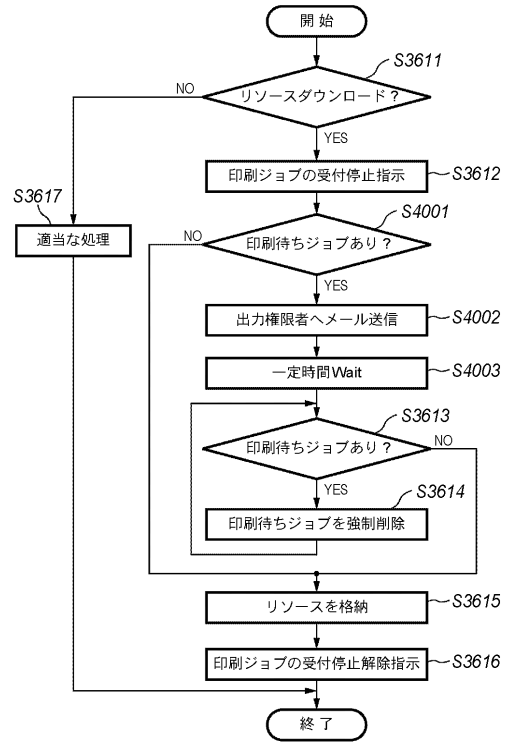 開 始
S3611
リソースダウンロード？
NO
YES
印刷ジョブの受付停止指示
S3612
S3617
適当な処理
S4001
印刷待ちジョブあり？
NO
YES
出力権限者へメール送信
S4002
一定時間Wait
S4003
S3613
印刷待ちジョブあり？
NO
YES
S3614
印刷待ちジョブを強制削除
リソースを格納
S3615
印刷ジョブの受付停止解除指示
S3616
終 了